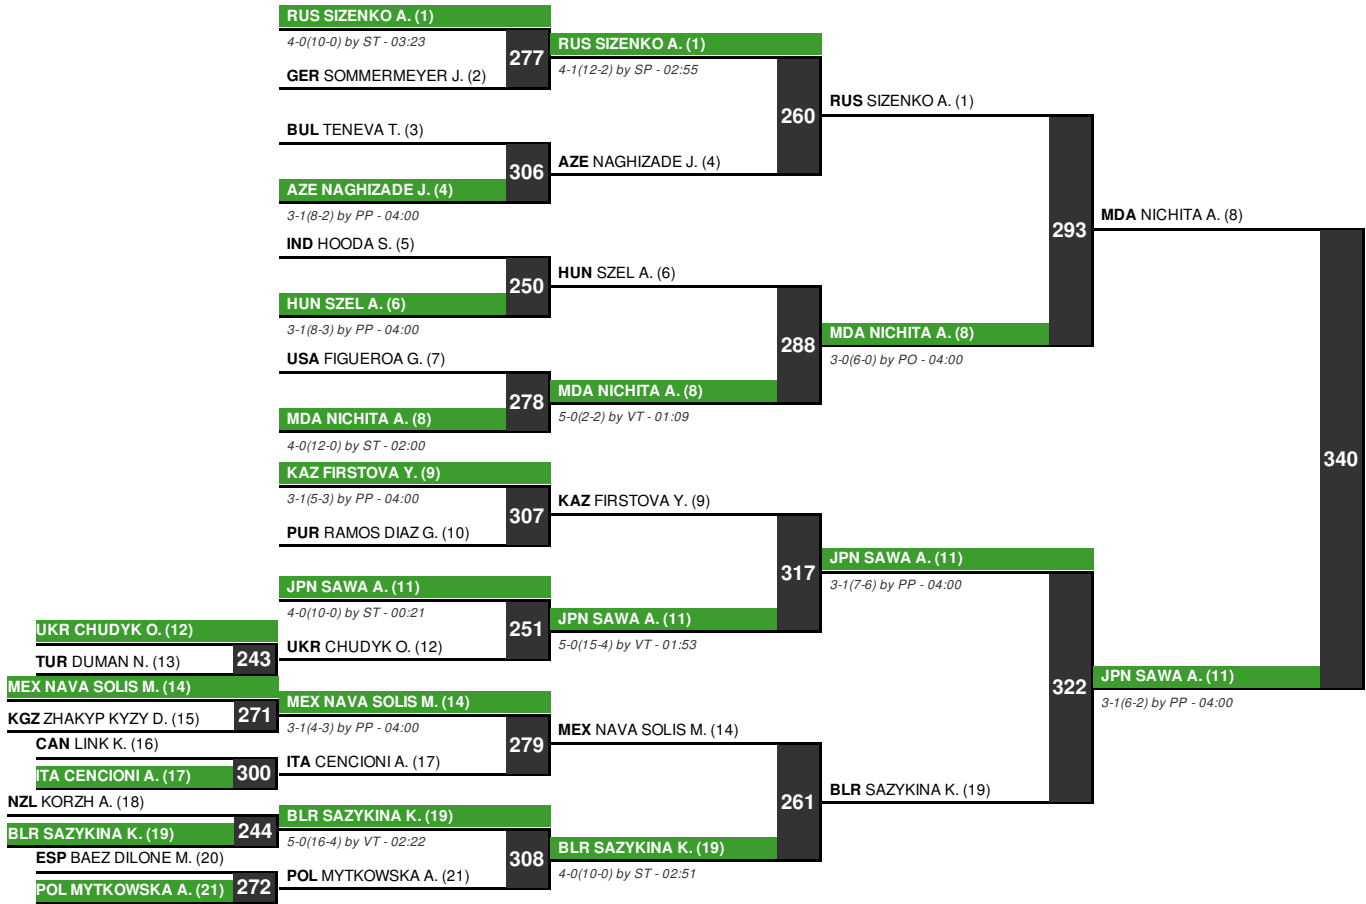 RUS SIZENKO A. (1)
4-0(10-0) by ST - 03:23
277
GER SOMMERMEYER J. (2)
BUL TENEVA T. (3)
306
AZE NAGHIZADE J. (4)
3-1(8-2) by PP - 04:00
IND HOODA S. (5)
250
HUN SZEL A. (6)
3-1(8-3) by PP - 04:00
USA FIGUEROA G. (7)
278
MDA NICHITA A. (8)
4-0(12-0) by ST - 02:00
KAZ FIRSTOVA Y. (9)
3-1(5-3) by PP - 04:00
307
PUR RAMOS DIAZ G. (10)
JPN SAWA A. (11)
4-0(10-0) by ST - 00:21
251
UKR CHUDYK O. (12)
UKR CHUDYK O. (12)
243
TUR DUMAN N. (13)
MEX NAVA SOLIS M. (14)
271
KGZ ZHAKYP KYZY D. (15)
CAN LINK K. (16)
300
ITA CENCIONI A. (17)
NZL KORZH A. (18)
244
BLR SAZYKINA K. (19)
ESP BAEZ DILONE M. (20)
272
POL MYTKOWSKA A. (21)
MEX NAVA SOLIS M. (14)
3-1(4-3) by PP - 04:00
279
ITA CENCIONI A. (17)
BLR SAZYKINA K. (19)
5-0(16-4) by VT - 02:22
308
POL MYTKOWSKA A. (21)
RUS SIZENKO A. (1)
4-1(12-2) by SP - 02:55
260
AZE NAGHIZADE J. (4)
HUN SZEL A. (6)
288
MDA NICHITA A. (8)
5-0(2-2) by VT - 01:09
KAZ FIRSTOVA Y. (9)
317
JPN SAWA A. (11)
5-0(15-4) by VT - 01:53
MEX NAVA SOLIS M. (14)
261
BLR SAZYKINA K. (19)
4-0(10-0) by ST - 02:51
RUS SIZENKO A. (1)
293
MDA NICHITA A. (8)
3-0(6-0) by PO - 04:00
JPN SAWA A. (11)
3-1(7-6) by PP - 04:00
322
BLR SAZYKINA K. (19)
MDA NICHITA A. (8)
340
JPN SAWA A. (11)
3-1(6-2) by PP - 04:00